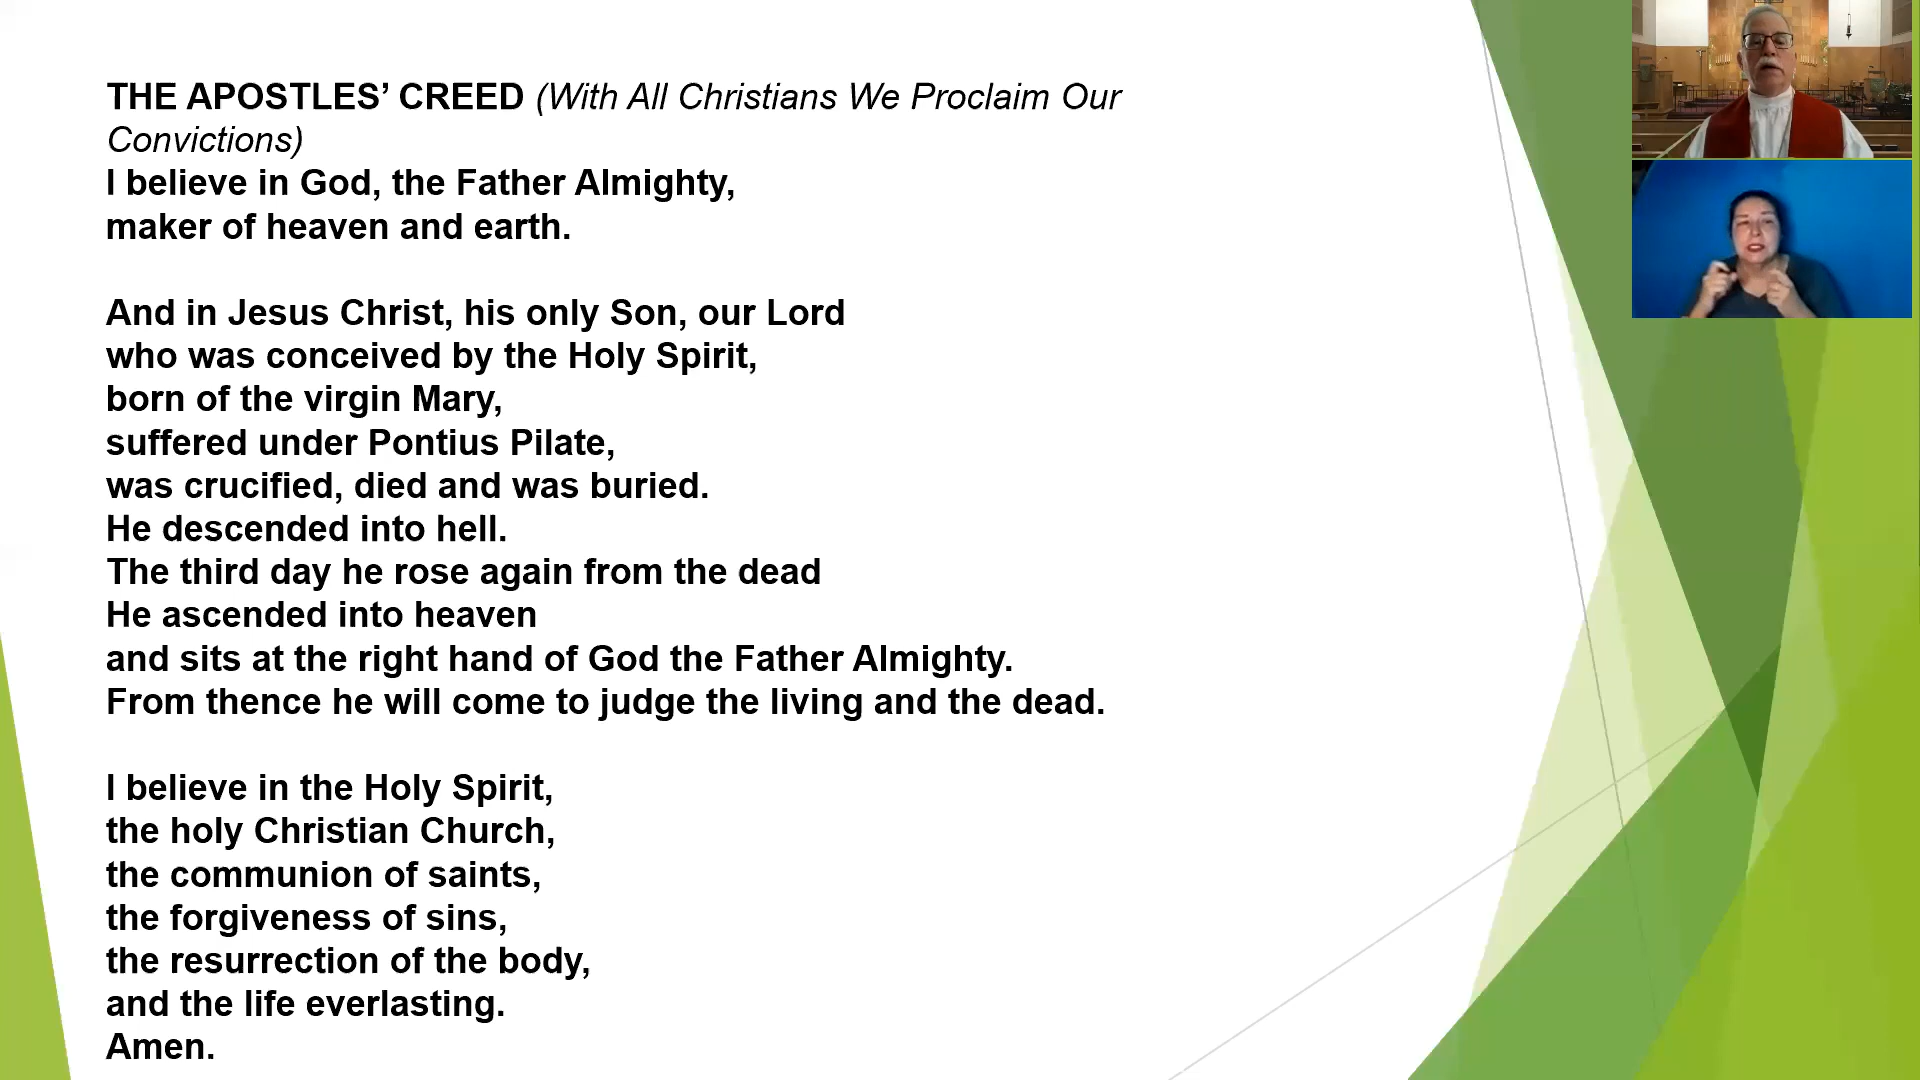 THE APOSTLES’ CREED (With All Christians We Proclaim Our
Convictions)
I believe in God, the Father Almighty,
maker of heaven and earth.
And in Jesus Christ, his only Son, our Lord
who was conceived by the Holy Spirit,
born of the virgin Mary,
suffered under Pontius Pilate,
was crucified, died and was buried.
He descended into hell.
The third day he rose again from the dead
He ascended into heaven
and sits at the right hand of God the Father Almighty.
From thence he will come to judge the living and the dead.
I believe in the Holy Spirit,
the holy Christian Church,
the communion of saints,
the forgiveness of sins,
the resurrection of the body,
and the life everlasting.
Amen.